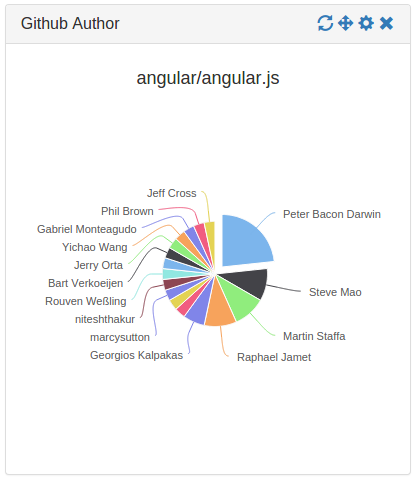 Github Author
angular/angular.js
Jeff Cross
Phil Brown
Gabriel Monteagudo
Yichao Wang
Jerry Orta
Bart Verkoeijen
Rouven Weßling
niteshthakur
marcysutton
Georgios Kalpakas
Peter Bacon Darwin
Steve Mao
Martin Staffa
Raphael Jamet